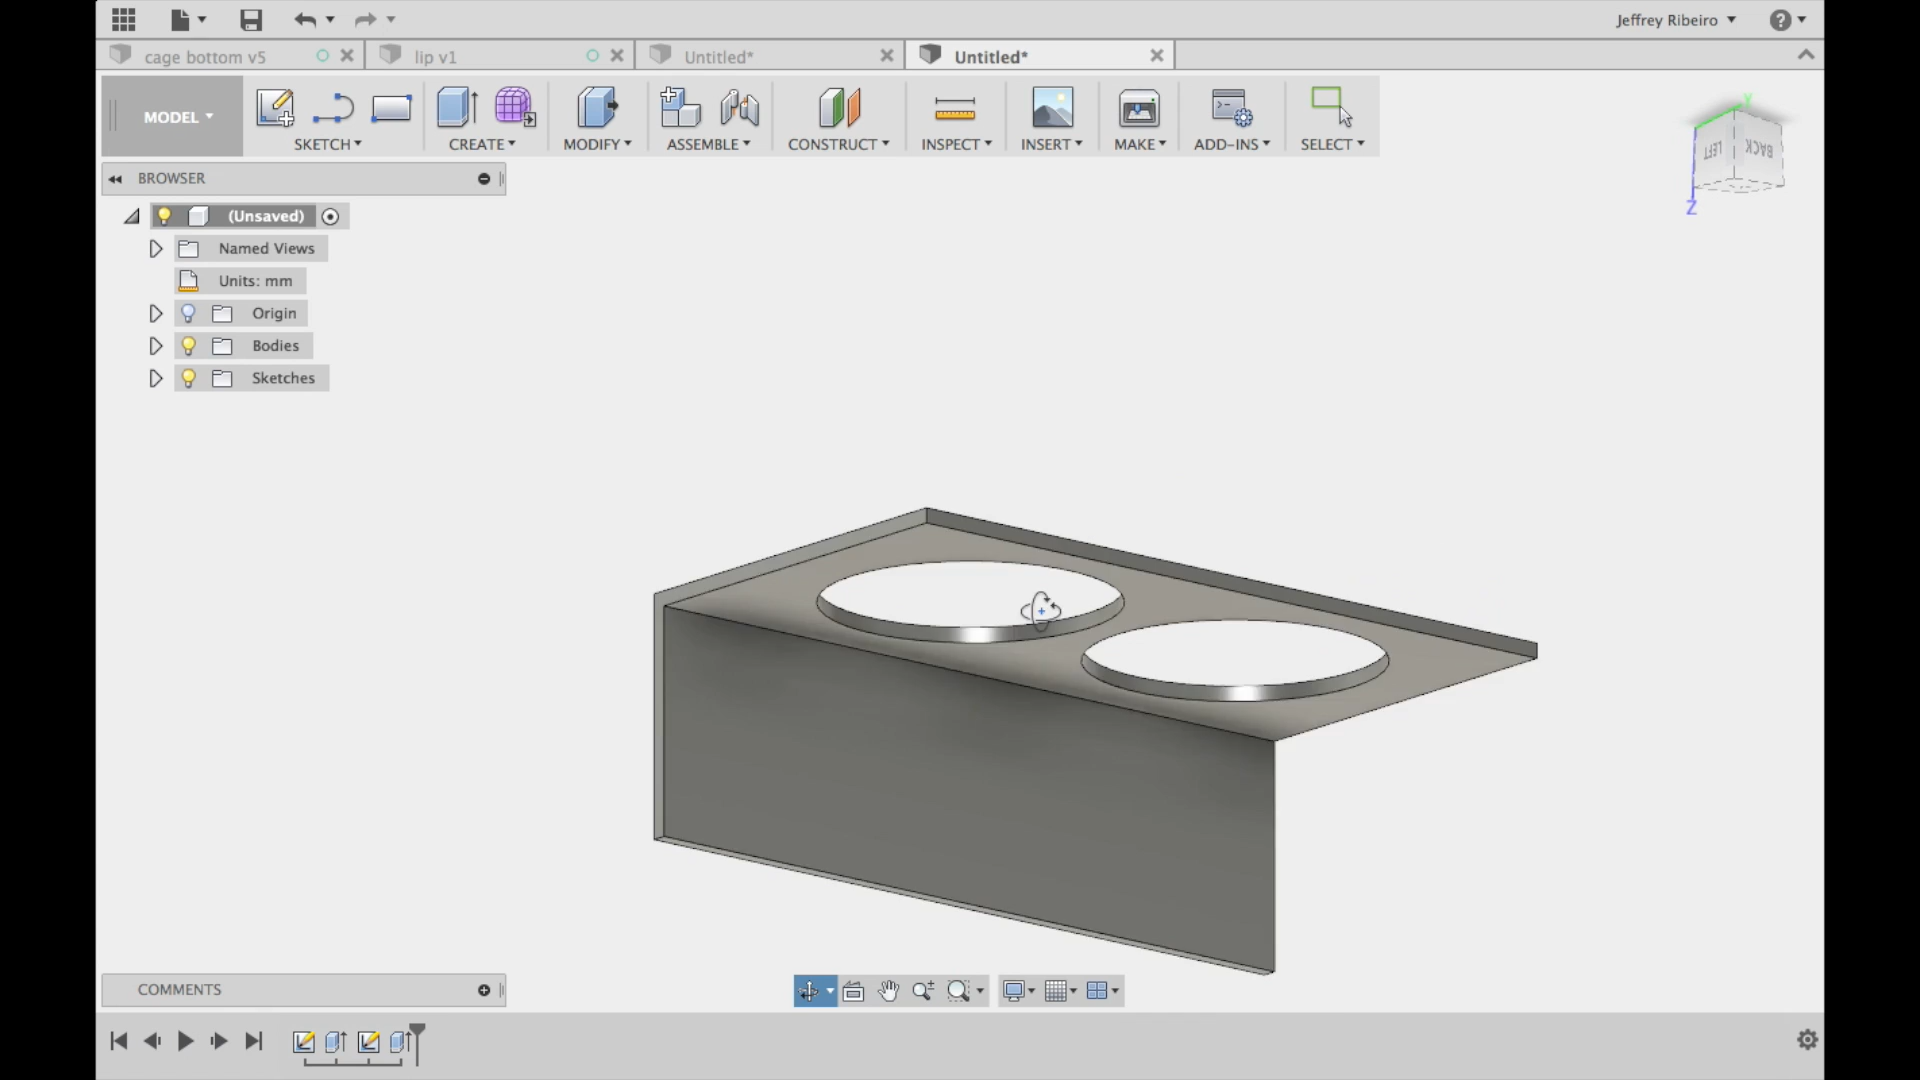 Jeffrey Ribeiro
cage bottom v5
lip v1
Untitled*
Untitled*
MODEL
SKETCH
CREATE
MODIFY
ASSEMBLE
CONSTRUCT
INSPECT
INSERT
MAKE
ADD-INS
SELECT
BROWSER
(Unsaved)
Named Views
Units: mm
Origin
Bodies
Sketches
Y
LEFT
BACK
Z
COMMENTS